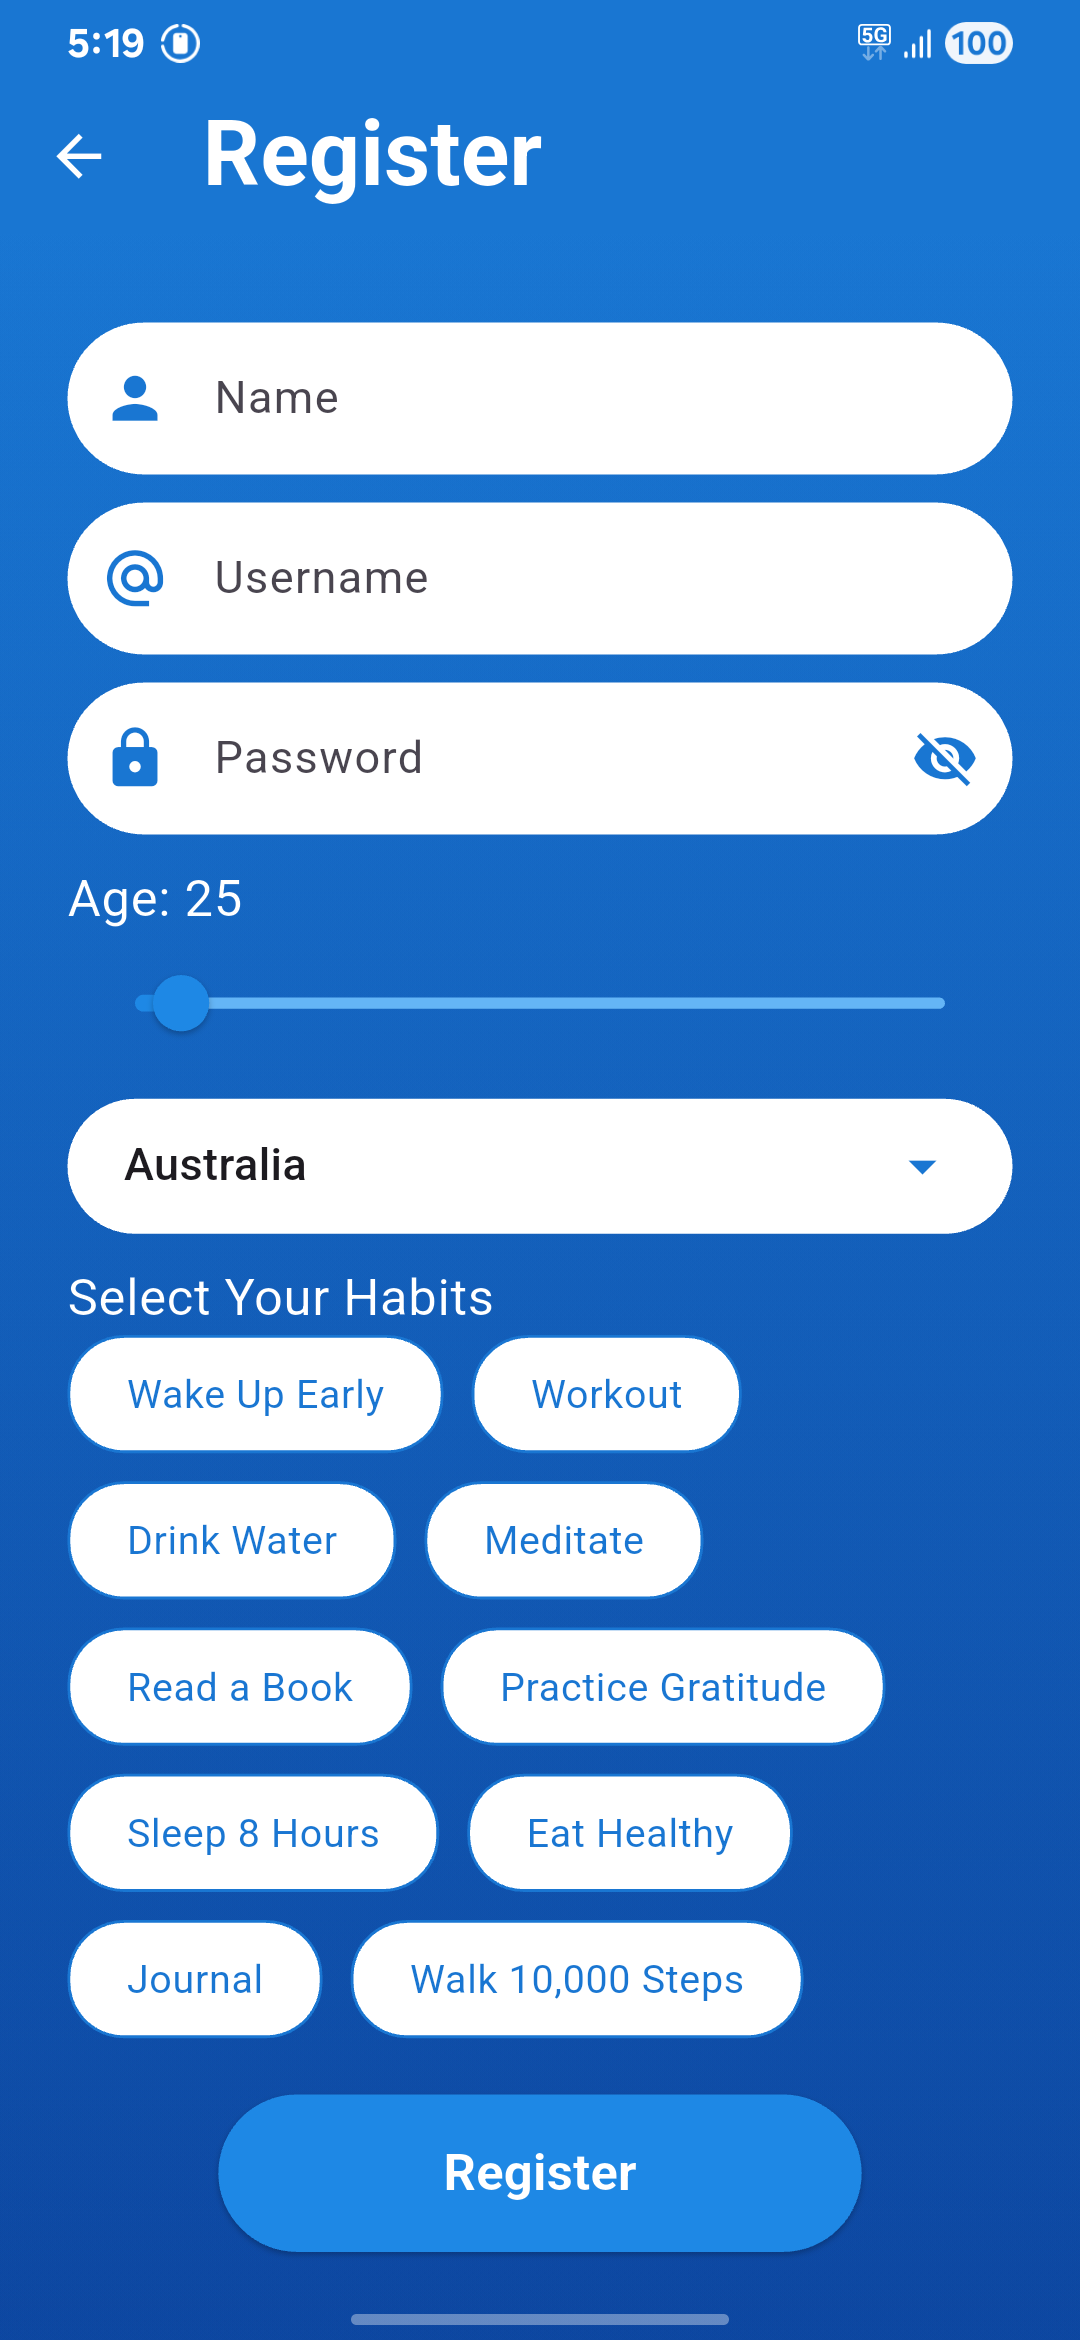 5:19 5G 100
Register
Name
Username
Password
Age: 25
Australia
Select Your Habits
Wake Up Early Workout
Drink Water Meditate
Read a Book Practice Gratitude
Sleep 8 Hours Eat Healthy
Journal Walk 10,000 Steps
Register